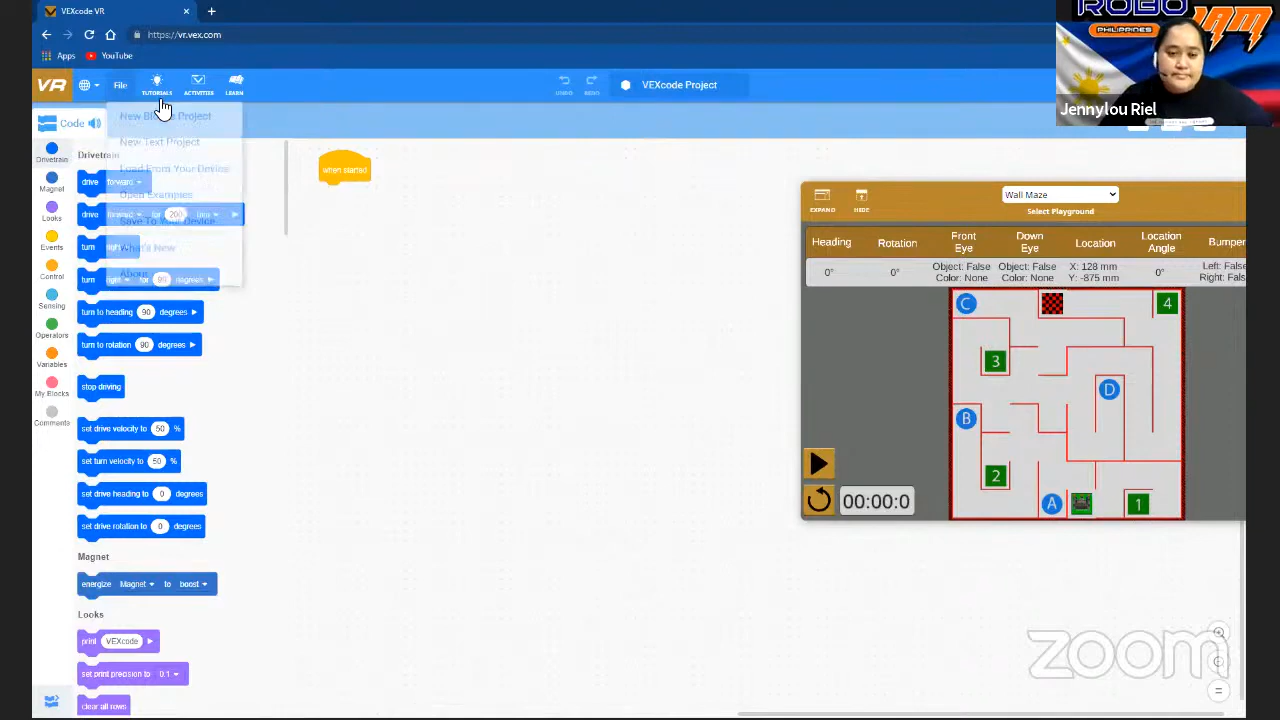 VEXcode VR
https://vr.vex.com
Apps YouTube
ROBO
PHILIPPINES JAM
Jennylou Riel
VR File TUTORIALS ACTIVITIES LEARN UNDO REDO VEXcode Project
Code
New Blocks Project
New Text Project
Load From Your Device
Open Examples
Save To Your Device
What's New
About
Drivetrain
Magnet
Looks
Events
Control
Sensing
Operators
Variables
My Blocks
Comments
Drivetrain
drive forward
drive forward for 200 mm
turn right
turn right for 90 degrees
turn to heading 90 degrees
turn to rotation 90 degrees
stop driving
set drive velocity to 50 %
set turn velocity to 50 %
set drive heading to 0 degrees
set drive rotation to 0 degrees
Magnet
energize Magnet to boost
Looks
print VEXcode
set print precision to 0.1
clear all rows
when started
EXPAND HIDE Wall Maze
Select Playground
Heading Rotation Front Eye Down Eye Location Location Angle Bumper
0° 0° Object: False Color: None Object: False Color: None X: 128 mm Y: -875 mm 0° Left: False Right: Fals
C 4
3
D
B
2
A 1
00:00:0
zoom